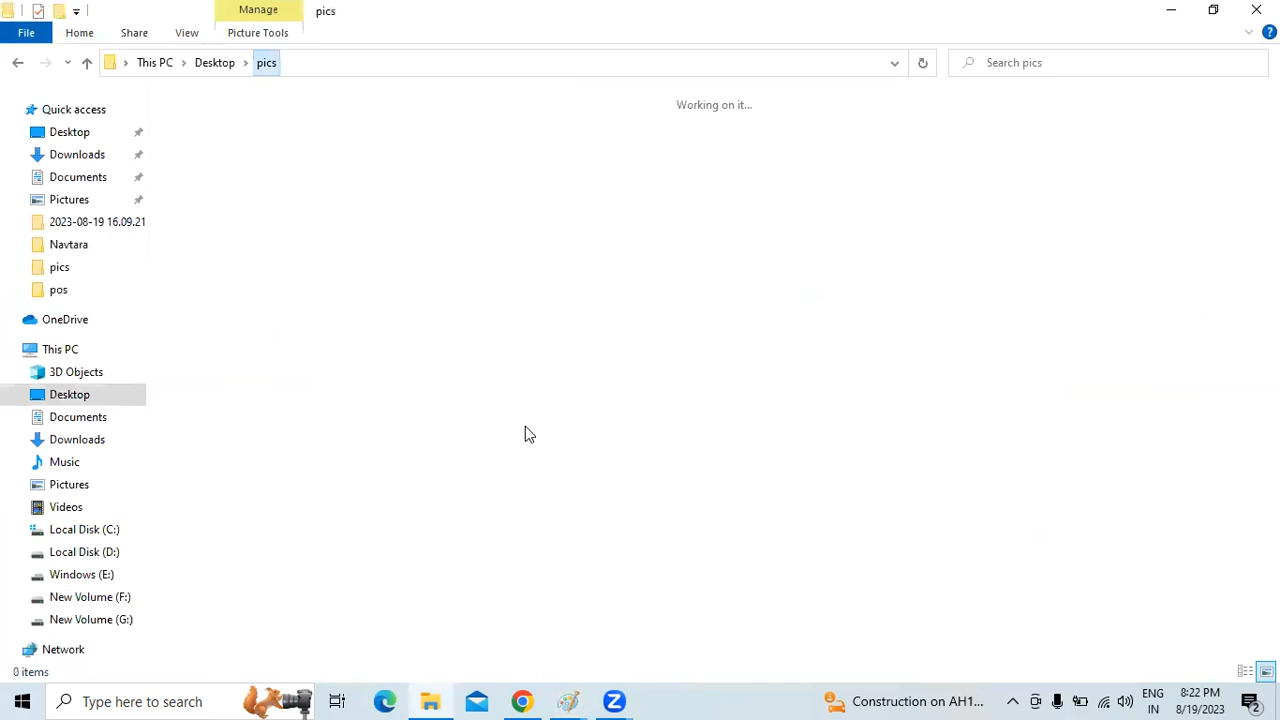 Manage
pics
File
Home
Share
View
Picture Tools
This PC
Desktop
pics
Search pics
Working on it...
Quick access
Desktop
Downloads
Documents
Pictures
2023-08-19 16.09.21
Navtara
pics
pos
OneDrive
This PC
3D Objects
Desktop
Documents
Downloads
Music
Pictures
Videos
Local Disk (C:)
Local Disk (D:)
Windows (E:)
New Volume (F:)
New Volume (G:)
Network
0 items
Type here to search
Construction on AH1...
ENG
IN
8:22 PM
8/19/2023
2